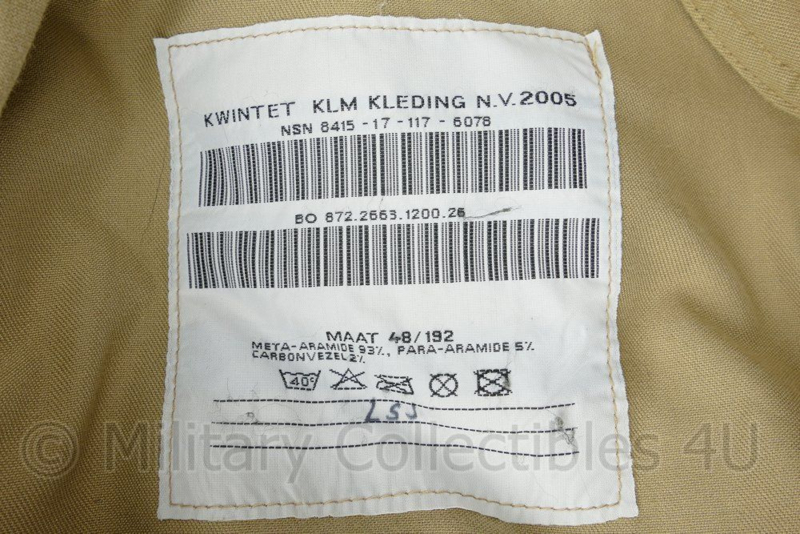 KWINTET KLM KLEDING N.V. 2005
NSN 8415-17-117-6078
BO 872.2663.1200.26
MAAT 48/192
META-ARAMIDE 93%, PARA-ARAMIDE 5%
CARBONVEZEL 2%
40°
LSJ
© Military Collectibles 4U